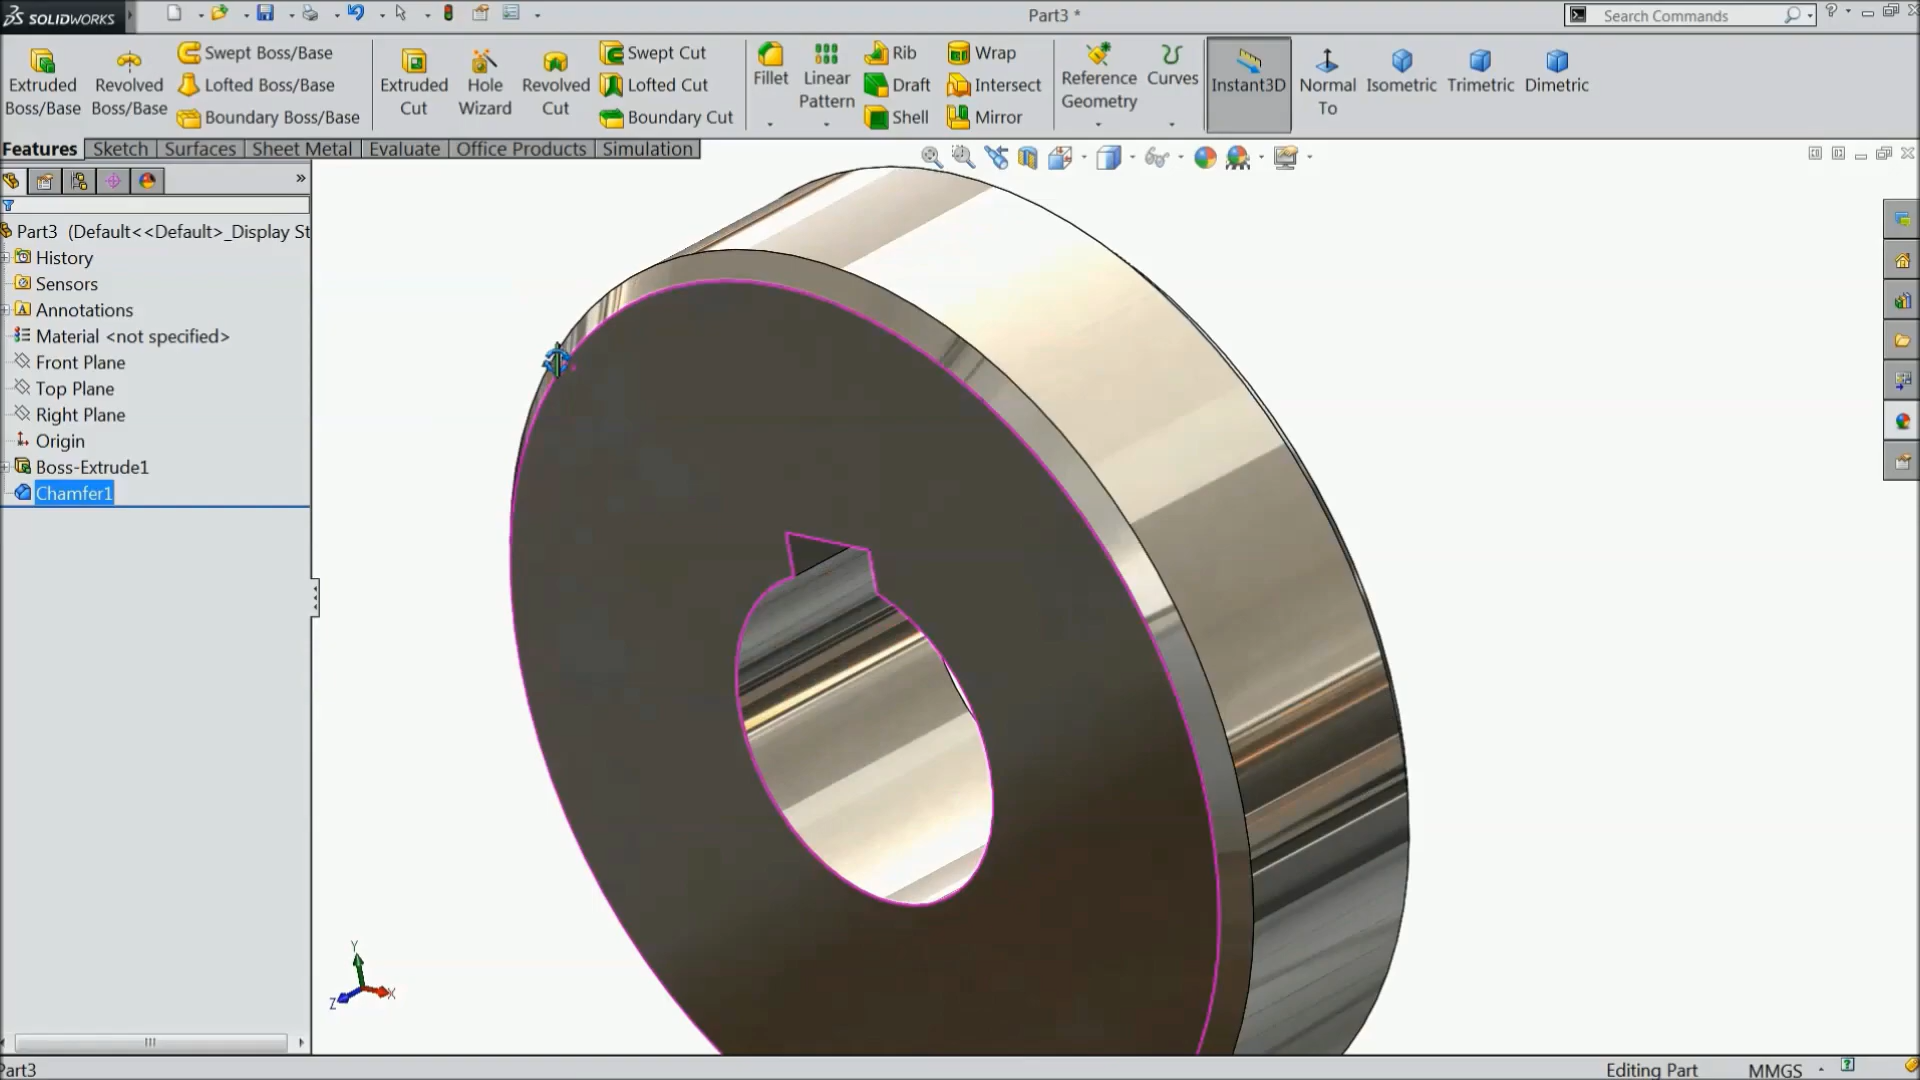 SOLIDWORKS
Part3 *
Search Commands
Extruded Boss/Base
Revolved Boss/Base
Swept Boss/Base
Lofted Boss/Base
Boundary Boss/Base
Extruded Cut
Hole Wizard
Revolved Cut
Swept Cut
Lofted Cut
Boundary Cut
Fillet
Linear Pattern
Rib
Draft
Shell
Wrap
Intersect
Mirror
Reference Geometry
Curves
Instant3D
Normal To
Isometric
Trimetric
Dimetric
Features
Sketch
Surfaces
Sheet Metal
Evaluate
Office Products
Simulation
Part3 (Default<<Default>_Display St
History
Sensors
Annotations
Material <not specified>
Front Plane
Top Plane
Right Plane
Origin
Boss-Extrude1
Chamfer1
Y
Z
X
Part3
Editing Part
MMGS